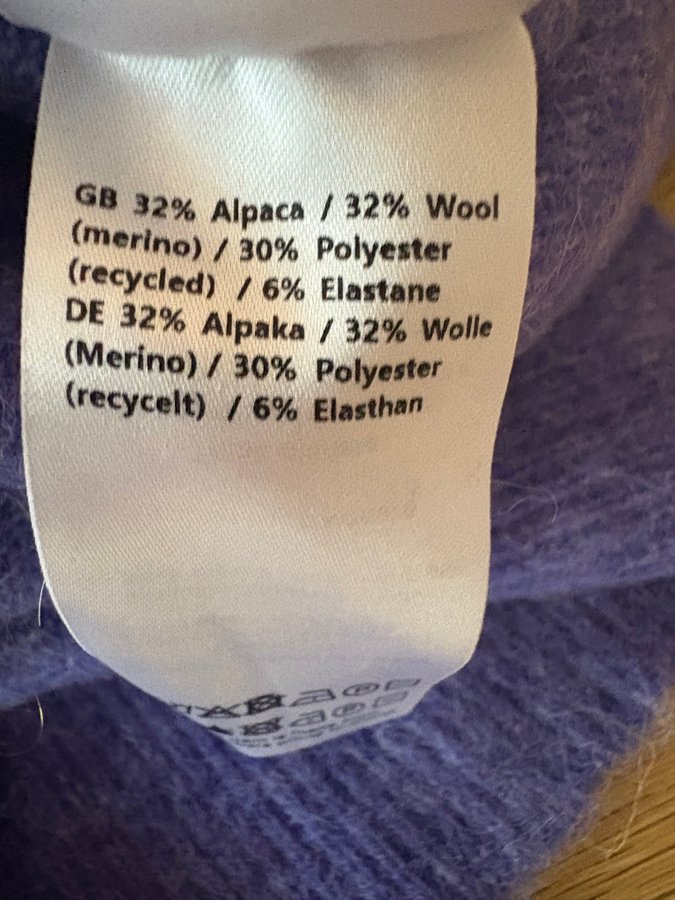 GB 32% Alpaca / 32% Wool
(merino) / 30% Polyester
(recycled) / 6% Elastane
DE 32% Alpaka / 32% Wolle
(Merino) / 30% Polyester
(recycelt) / 6% Elasthan